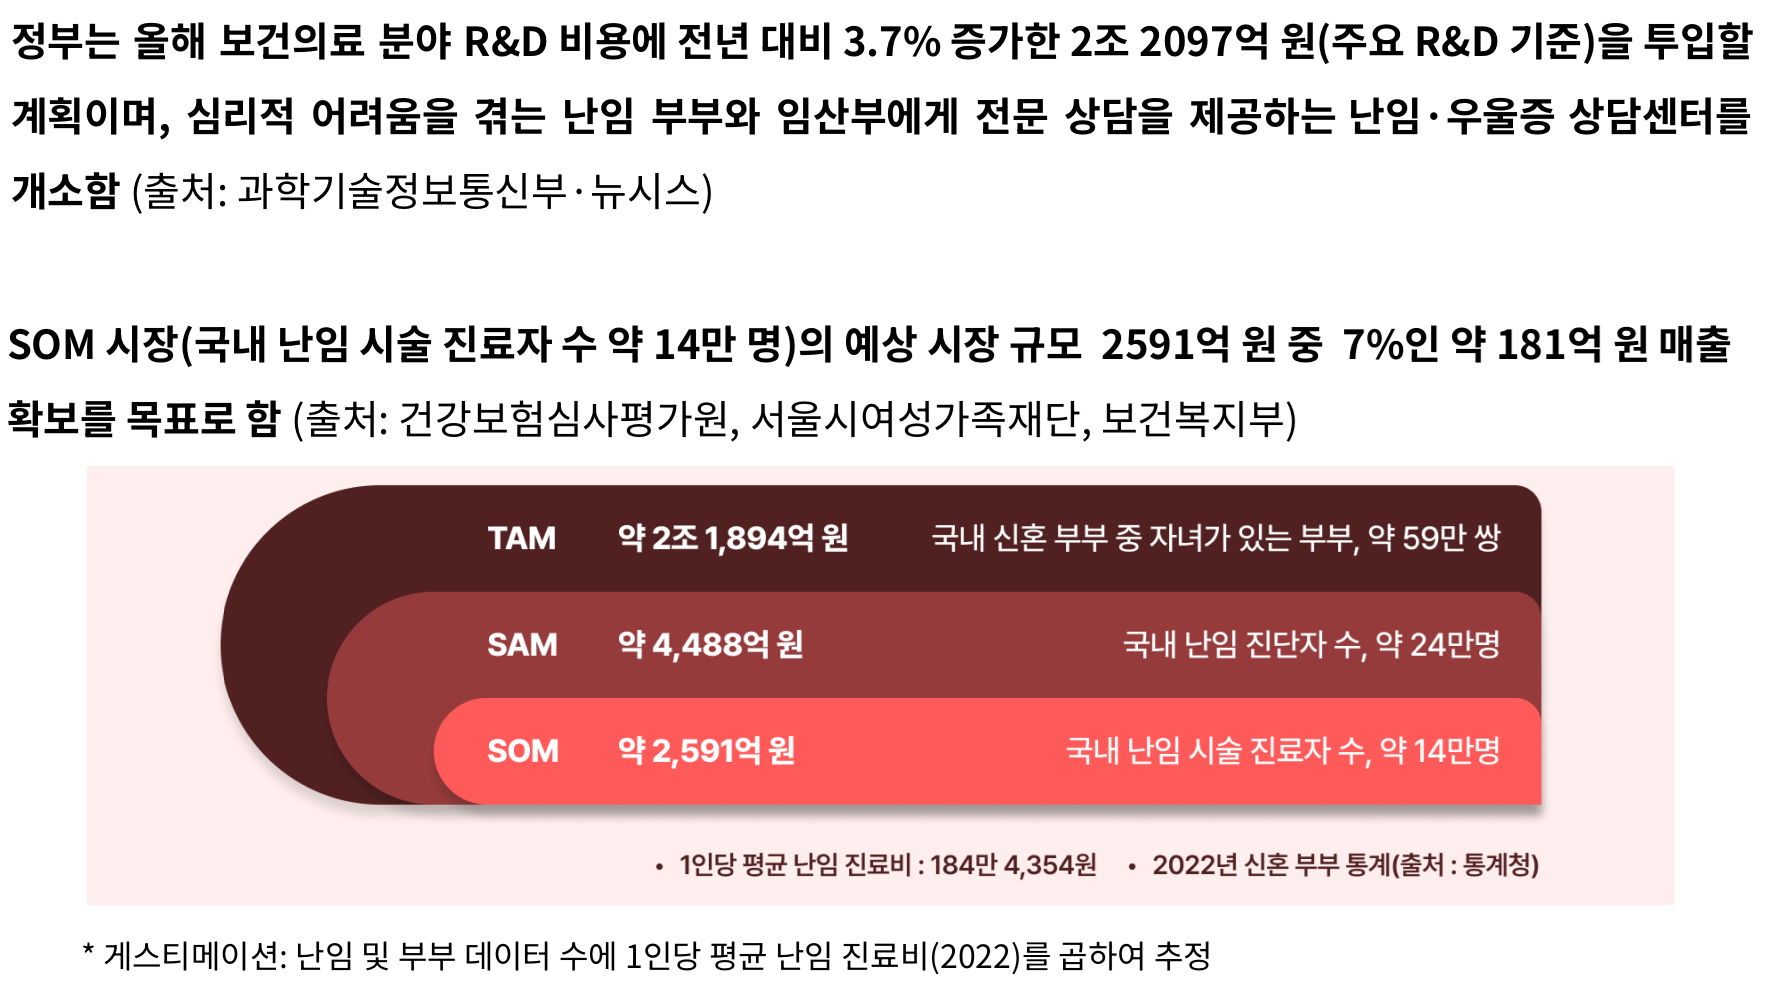 정부는 올해 보건의료 분야 R&D 비용에 전년 대비 3.7% 증가한 2조 2097억 원(주요 R&D 기준)을 투입할
계획이며, 심리적 어려움을 겪는 난임 부부와 임산부에게 전문 상담을 제공하는 난임·우울증 상담센터를
개소함 (출처: 과학기술정보통신부·뉴시스)
SOM 시장(국내 난임 시술 진료자 수 약 14만 명)의 예상 시장 규모 2591억 원 중 7%인 약 181억 원 매출
확보를 목표로 함 (출처: 건강보험심사평가원, 서울시여성가족재단, 보건복지부)
TAM 약 2조 1,894억 원 국내 신혼 부부 중 자녀가 있는 부부, 약 59만 쌍
SAM 약 4,488억 원 국내 난임 진단자 수, 약 24만명
SOM 약 2,591억 원 국내 난임 시술 진료자 수, 약 14만명
• 1인당 평균 난임 진료비 : 184만 4,354원 • 2022년 신혼 부부 통계(출처 : 통계청)
* 게스티메이션: 난임 및 부부 데이터 수에 1인당 평균 난임 진료비(2022)를 곱하여 추정